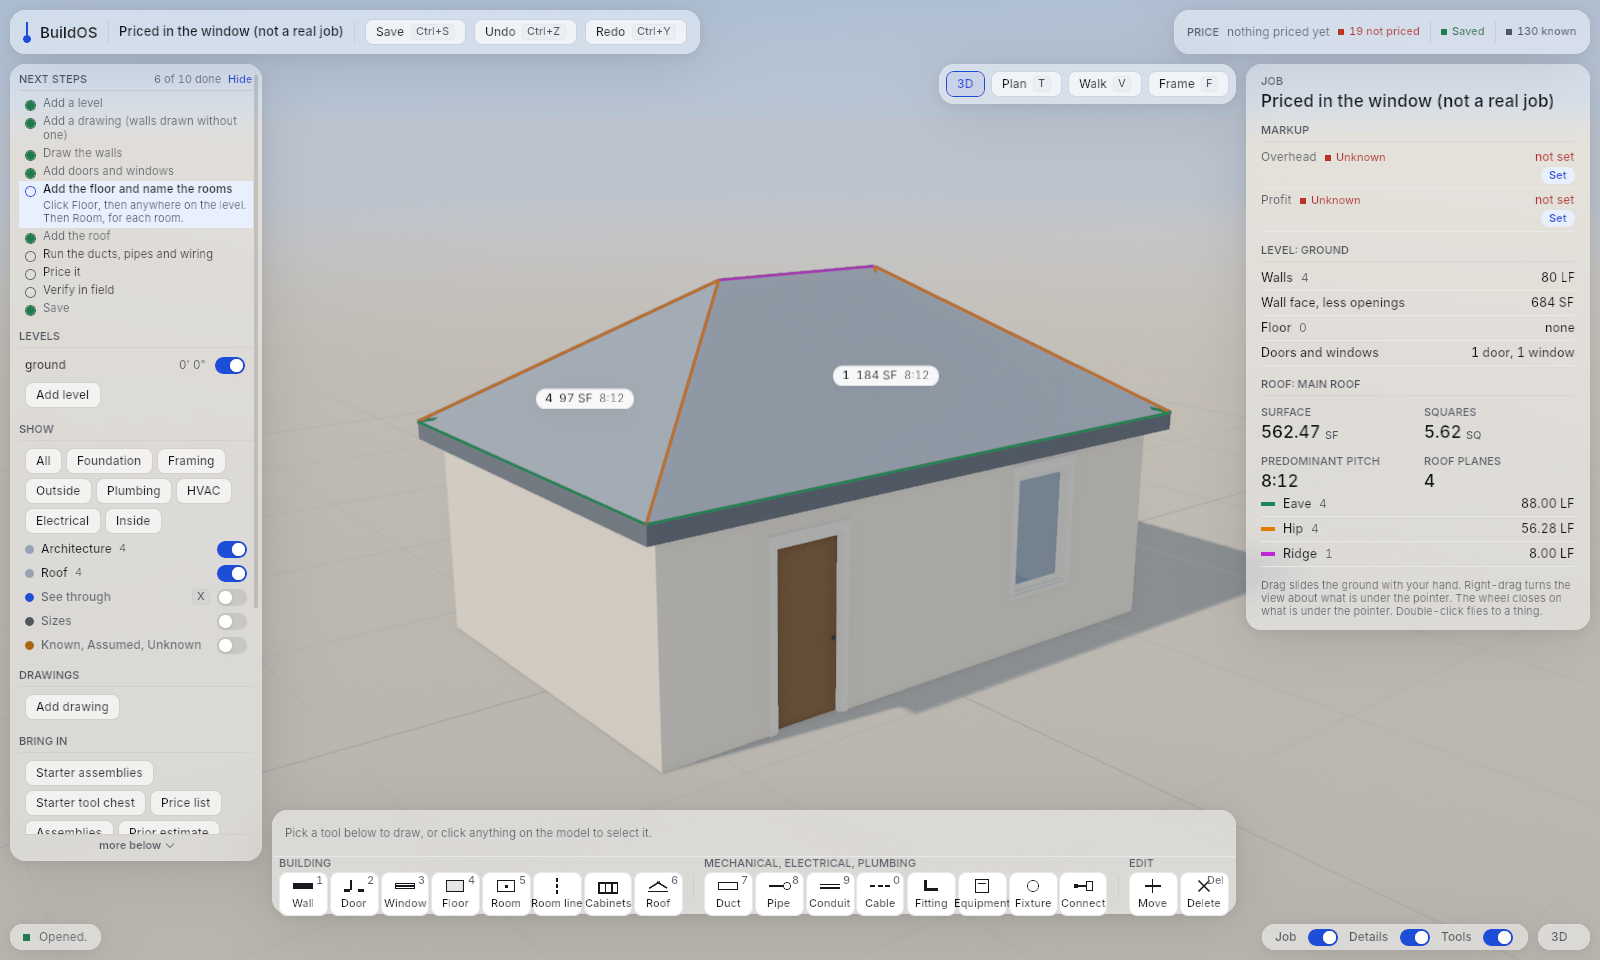 BuildOS
Priced in the window (not a real job)
Save Ctrl+S
Undo Ctrl+Z
Redo Ctrl+Y
PRICE nothing priced yet 19 not priced Saved 130 known
NEXT STEPS 6 of 10 done Hide
Add a level
Add a drawing (walls drawn without
one)
Draw the walls
Add doors and windows
Add the floor and name the rooms
Click Floor, then anywhere on the level.
Then Room, for each room.
Add the roof
Run the ducts, pipes and wiring
Price it
Verify in field
Save
LEVELS
ground 0' 0"
Add level
SHOW
All Foundation Framing
Outside Plumbing HVAC
Electrical Inside
Architecture 4
Roof 4
See through X
Sizes
Known, Assumed, Unknown
DRAWINGS
Add drawing
BRING IN
Starter assemblies
Starter tool chest Price list
Assemblies Prior estimate
more below
3D Plan T Walk V Frame F
4 97 SF 8:12
1 184 SF 8:12
JOB
Priced in the window (not a real job)
MARKUP
Overhead Unknown not set
Set
Profit Unknown not set
Set
LEVEL: GROUND
Walls 4 80 LF
Wall face, less openings 684 SF
Floor 0 none
Doors and windows 1 door, 1 window
ROOF: MAIN ROOF
SURFACE SQUARES
562.47 SF 5.62 SQ
PREDOMINANT PITCH ROOF PLANES
8:12 4
Eave 4 88.00 LF
Hip 4 56.28 LF
Ridge 1 8.00 LF
Drag slides the ground with your hand. Right-drag turns the
view about what is under the pointer. The wheel closes on
what is under the pointer. Double-click flies to a thing.
Pick a tool below to draw, or click anything on the model to select it.
BUILDING MECHANICAL, ELECTRICAL, PLUMBING EDIT
1 2 3 4 5 6 7 8 9 0 Del
Wall Door Window Floor Room Room line Cabinets Roof Duct Pipe Conduit Cable Fitting Equipment Fixture Connect Move Delete
Opened.
Job Details Tools 3D